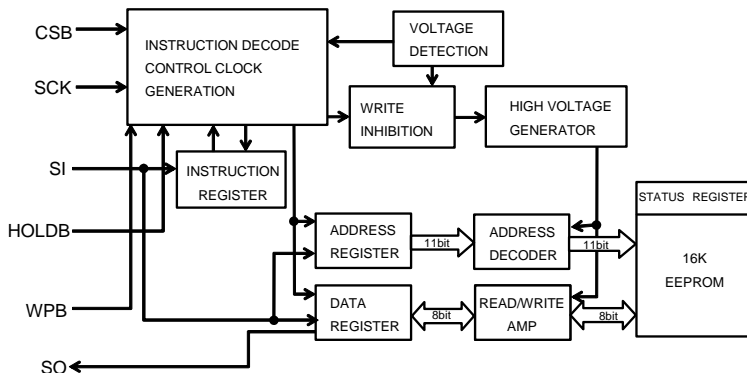 CSB
SCK
SI
HOLDB
WPB
SO
INSTRUCTION DECODE
CONTROL CLOCK
GENERATION
VOLTAGE
DETECTION
WRITE
INHIBITION
HIGH VOLTAGE
GENERATOR
INSTRUCTION
REGISTER
ADDRESS
REGISTER
11bit
ADDRESS
DECODER
11bit
DATA
REGISTER
8bit
READ/WRITE
AMP
8bit
STATUS REGISTER
16K
EEPROM